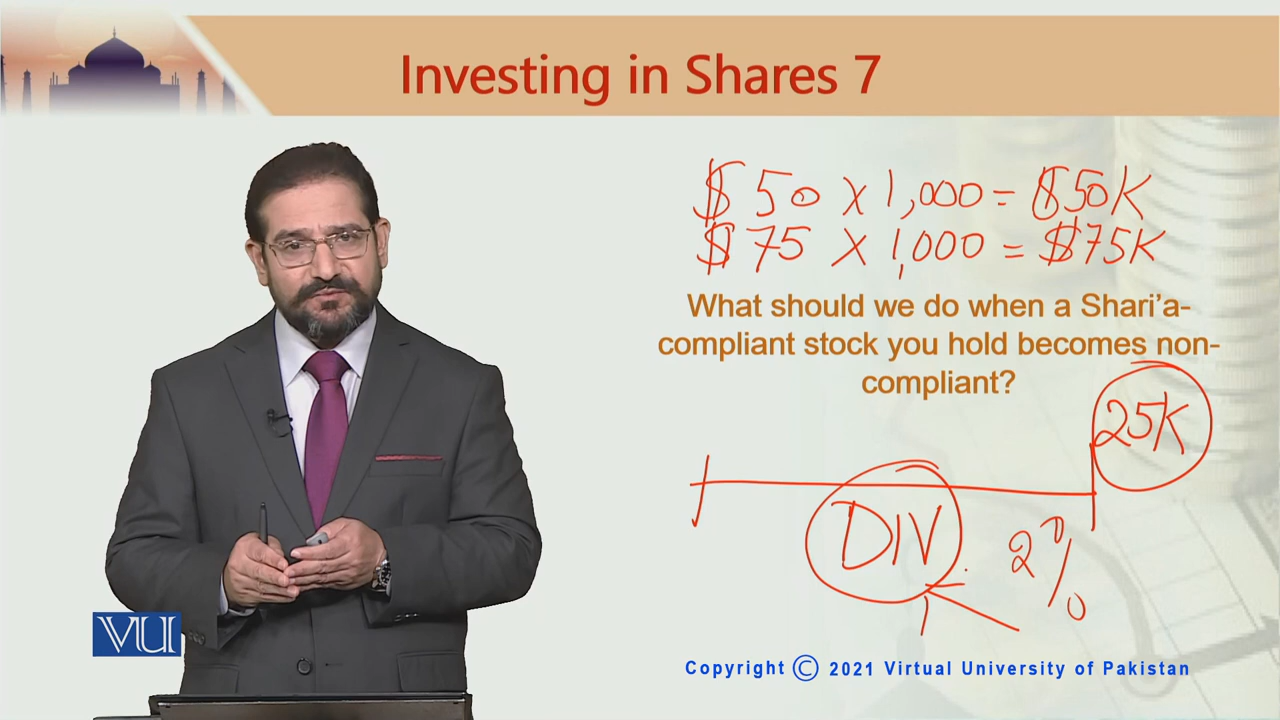 Investing in Shares 7
$50 x 1,000 = $50K
$75 x 1,000 = $75K
What should we do when a Shari'a-
compliant stock you hold becomes non-
compliant?
25K
DIV
2%
VU
Copyright © 2021 Virtual University of Pakistan